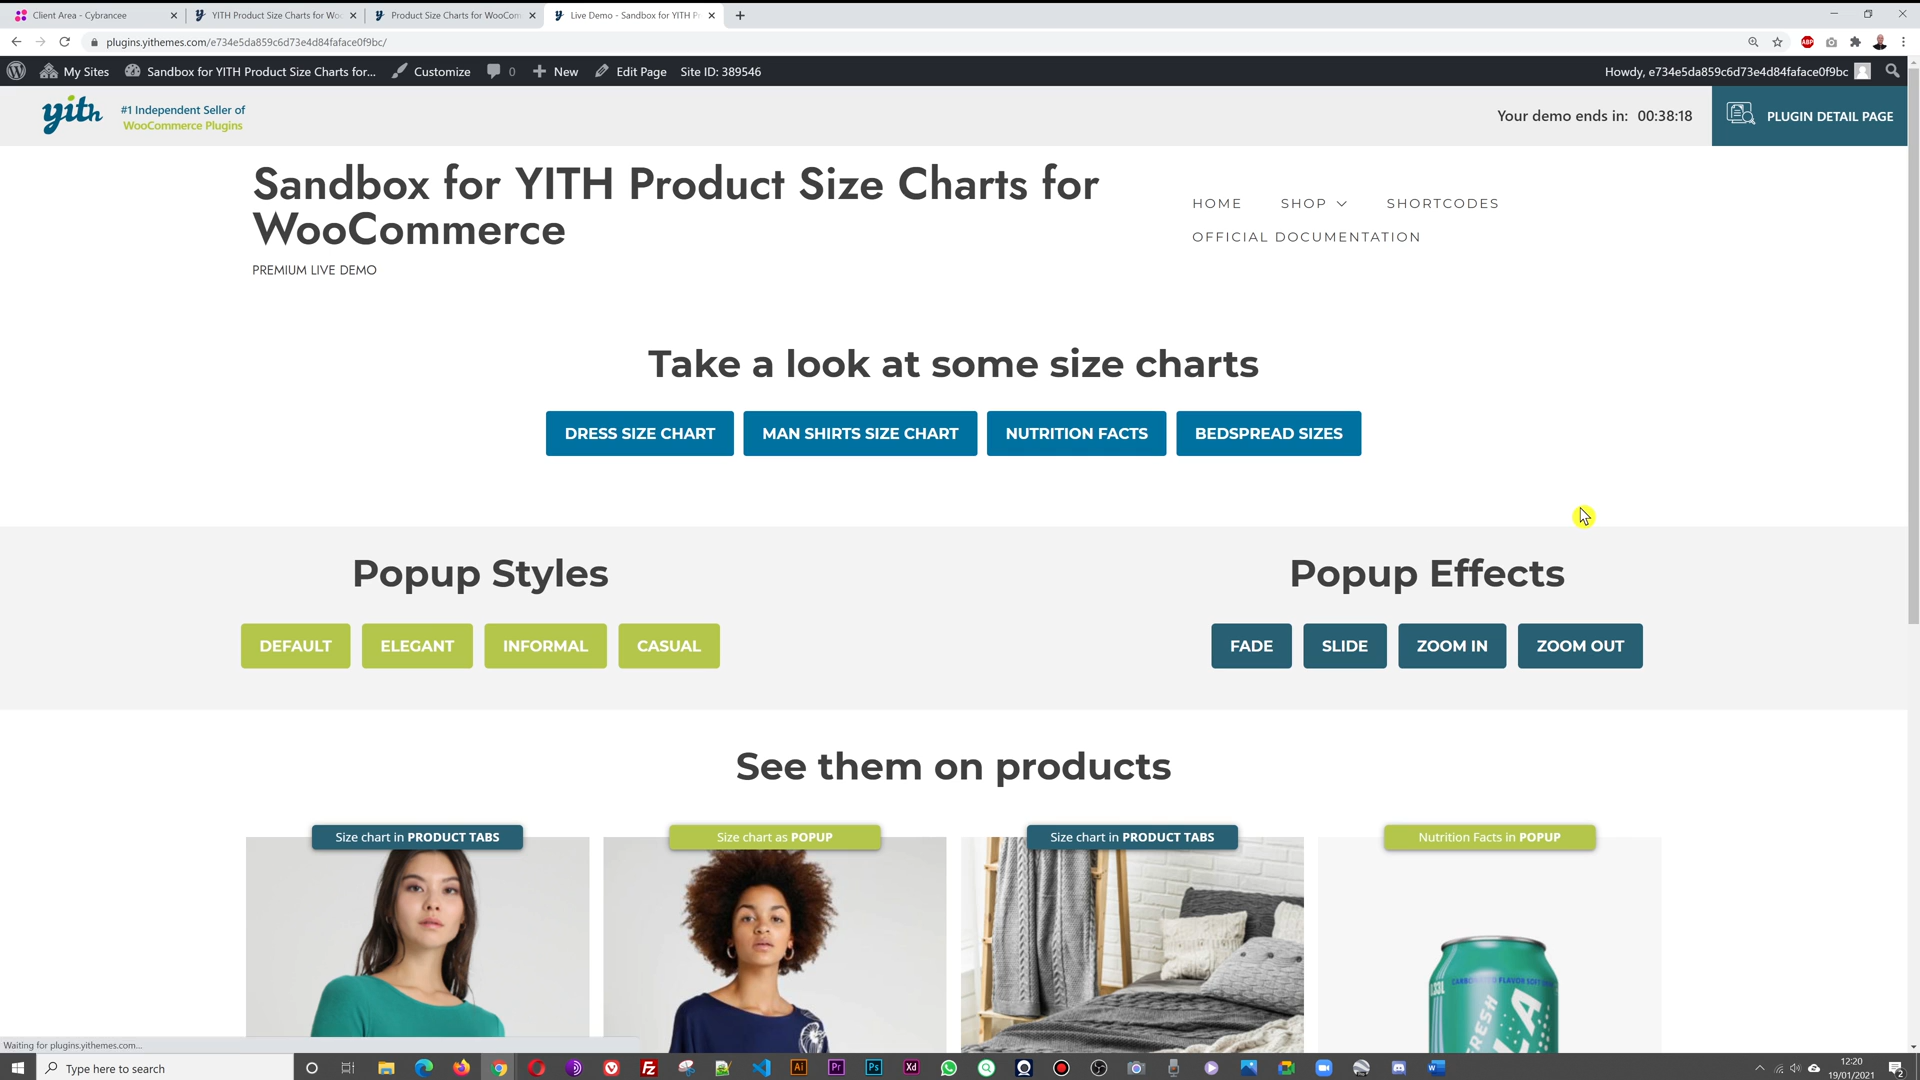 Client Area - Cybrancee
YITH Product Size Charts for Wo
Product Size Charts for WooCom
Live Demo - Sandbox for YITH P
plugins.yithemes.com/e734e5da859c6d73e4d84faface0f9bc/
My Sites
Sandbox for YITH Product Size Charts for...
Customize
0
New
Edit Page
Site ID: 389546
Howdy, e734e5da859c6d73e4d84faface0f9bc
yith
#1 Independent Seller of
WooCommerce Plugins
Your demo ends in: 00:38:18
PLUGIN DETAIL PAGE
Sandbox for YITH Product Size Charts for
WooCommerce
PREMIUM LIVE DEMO
HOME
SHOP
SHORTCODES
OFFICIAL DOCUMENTATION
Take a look at some size charts
DRESS SIZE CHART
MAN SHIRTS SIZE CHART
NUTRITION FACTS
BEDSPREAD SIZES
Popup Styles
Popup Effects
DEFAULT
ELEGANT
INFORMAL
CASUAL
FADE
SLIDE
ZOOM IN
ZOOM OUT
See them on products
Size chart in PRODUCT TABS
Size chart as POPUP
Size chart in PRODUCT TABS
Nutrition Facts in POPUP
0.33L
FRESH
Waiting for plugins.yithemes.com...
Type here to search
12:20
19/01/2021